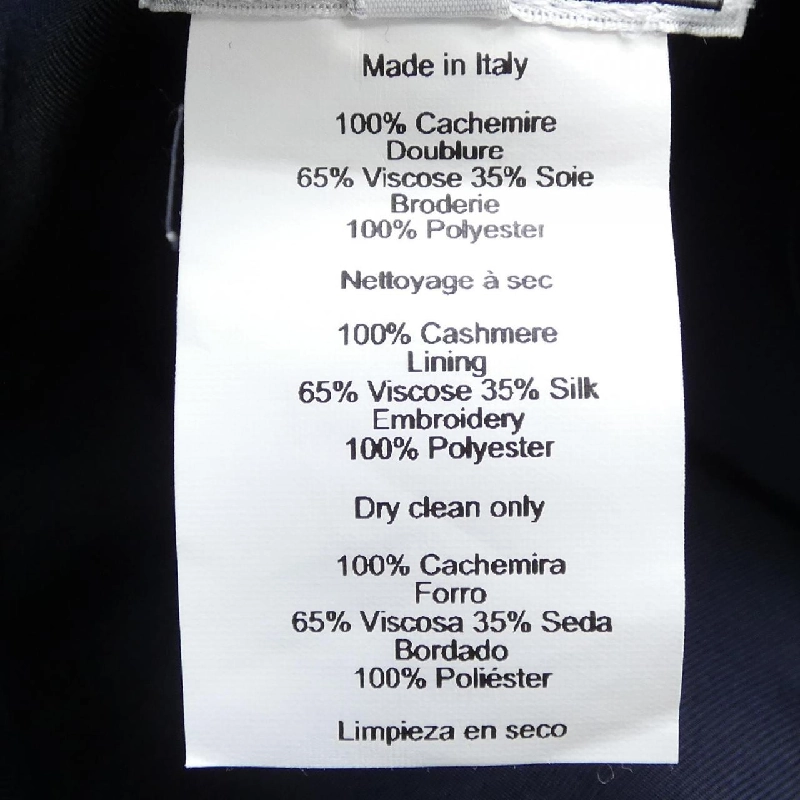 Made in Italy
100% Cachemire
Doublure
65% Viscose 35% Soie
Broderie
100% Polyester
Nettoyage à sec
100% Cashmere
Lining
65% Viscose 35% Silk
Embroidery
100% Polyester
Dry clean only
100% Cachemira
Forro
65% Viscosa 35% Seda
Bordado
100% Poliéster
Limpieza en seco